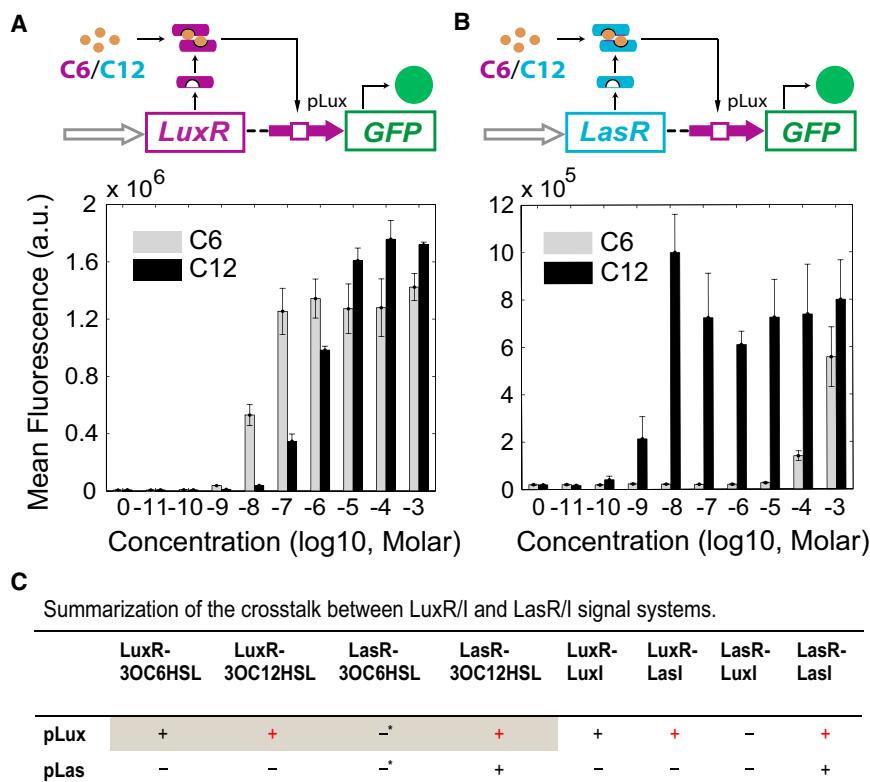 A
C6/C12
LuxR
pLux
GFP
x 10^6
Mean Fluorescence (a.u.)
2
1.6
1.2
0.8
0.4
0
C6
C12
0 -11 -10 -9 -8 -7 -6 -5 -4 -3
Concentration (log10, Molar)
B
C6/C12
LasR
pLux
GFP
x 10^5
12
10
8
6
4
2
0
C6
C12
0 -11 -10 -9 -8 -7 -6 -5 -4 -3
Concentration (log10, Molar)
C
Summarization of the crosstalk between LuxR/I and LasR/I signal systems.
LuxR- LuxR- LasR- LasR- LuxR- LuxR- LasR- LasR-
3OC6HSL 3OC12HSL 3OC6HSL 3OC12HSL LuxI LasI LuxI LasI
pLux + + –* + + + – +
pLas – – –* + – – – +